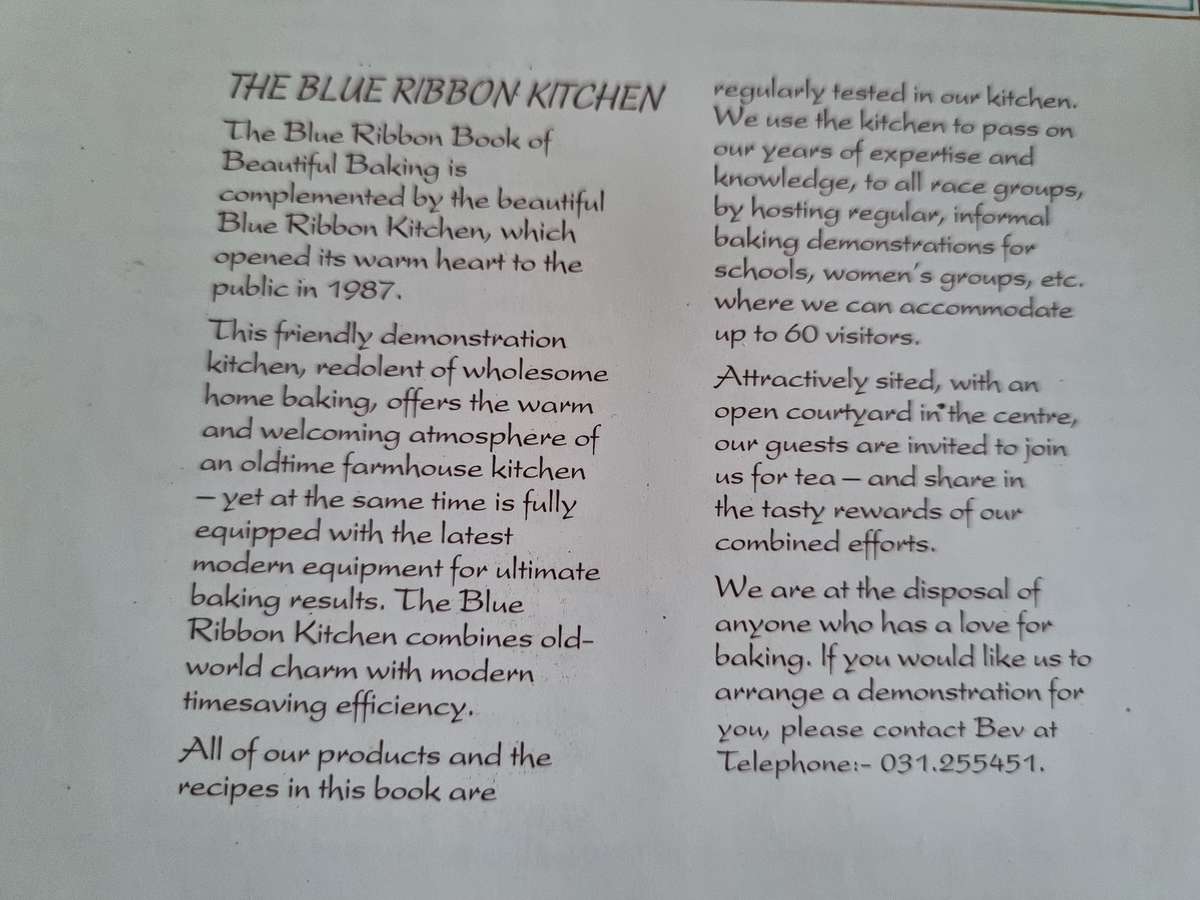 THE BLUE RIBBON KITCHEN
The Blue Ribbon Book of
Beautiful Baking is
complemented by the beautiful
Blue Ribbon Kitchen, which
opened its warm heart to the
public in 1987.
This friendly demonstration
kitchen, redolent of wholesome
home baking, offers the warm
and welcoming atmosphere of
an oldtime farmhouse kitchen
– yet at the same time is fully
equipped with the latest
modern equipment for ultimate
baking results. The Blue
Ribbon Kitchen combines old-
world charm with modern
timesaving efficiency.
All of our products and the
recipes in this book are
regularly tested in our kitchen.
We use the kitchen to pass on
our years of expertise and
knowledge, to all race groups,
by hosting regular, informal
baking demonstrations for
schools, women's groups, etc.
where we can accommodate
up to 60 visitors.
Attractively sited, with an
open courtyard in the centre,
our guests are invited to join
us for tea – and share in
the tasty rewards of our
combined efforts.
We are at the disposal of
anyone who has a love for
baking. If you would like us to
arrange a demonstration for
you, please contact Bev at
Telephone:- 031.255451.